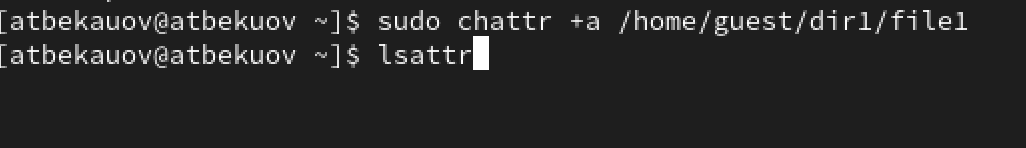 [atbekauov@atbekuov ~]$ sudo chattr +a /home/guest/dir1/file1
[atbekauov@atbekuov ~]$ lsattr